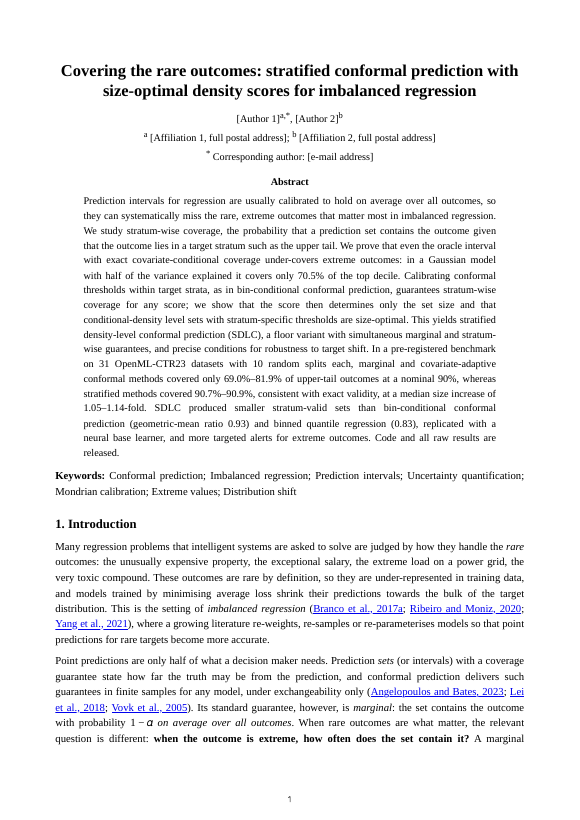 Covering the rare outcomes: stratified conformal prediction with
size-optimal density scores for imbalanced regression
[Author 1]a,*, [Author 2]b
a [Affiliation 1, full postal address]; b [Affiliation 2, full postal address]
* Corresponding author: [e-mail address]
Abstract
Prediction intervals for regression are usually calibrated to hold on average over all outcomes, so
they can systematically miss the rare, extreme outcomes that matter most in imbalanced regression.
We study stratum-wise coverage, the probability that a prediction set contains the outcome given
that the outcome lies in a target stratum such as the upper tail. We prove that even the oracle interval
with exact covariate-conditional coverage under-covers extreme outcomes: in a Gaussian model
with half of the variance explained it covers only 70.5% of the top decile. Calibrating conformal
thresholds within target strata, as in bin-conditional conformal prediction, guarantees stratum-wise
coverage for any score; we show that the score then determines only the set size and that
conditional-density level sets with stratum-specific thresholds are size-optimal. This yields stratified
density-level conformal prediction (SDLC), a floor variant with simultaneous marginal and stratum-
wise guarantees, and precise conditions for robustness to target shift. In a pre-registered benchmark
on 31 OpenML-CTR23 datasets with 10 random splits each, marginal and covariate-adaptive
conformal methods covered only 69.0%–81.9% of upper-tail outcomes at a nominal 90%, whereas
stratified methods covered 90.7%–90.9%, consistent with exact validity, at a median size increase of
1.05–1.14-fold. SDLC produced smaller stratum-valid sets than bin-conditional conformal
prediction (geometric-mean ratio 0.93) and binned quantile regression (0.83), replicated with a
neural base learner, and more targeted alerts for extreme outcomes. Code and all raw results are
released.
Keywords: Conformal prediction; Imbalanced regression; Prediction intervals; Uncertainty quantification;
Mondrian calibration; Extreme values; Distribution shift
1. Introduction
Many regression problems that intelligent systems are asked to solve are judged by how they handle the rare
outcomes: the unusually expensive property, the exceptional salary, the extreme load on a power grid, the
very toxic compound. These outcomes are rare by definition, so they are under-represented in training data,
and models trained by minimising average loss shrink their predictions towards the bulk of the target
distribution. This is the setting of imbalanced regression (Branco et al., 2017a; Ribeiro and Moniz, 2020;
Yang et al., 2021), where a growing literature re-weights, re-samples or re-parameterises models so that point
predictions for rare targets become more accurate.
Point predictions are only half of what a decision maker needs. Prediction sets (or intervals) with a coverage
guarantee state how far the truth may be from the prediction, and conformal prediction delivers such
guarantees in finite samples for any model, under exchangeability only (Angelopoulos and Bates, 2023; Lei
et al., 2018; Vovk et al., 2005). Its standard guarantee, however, is marginal: the set contains the outcome
with probability 1 − α on average over all outcomes. When rare outcomes are what matter, the relevant
question is different: when the outcome is extreme, how often does the set contain it? A marginal
1